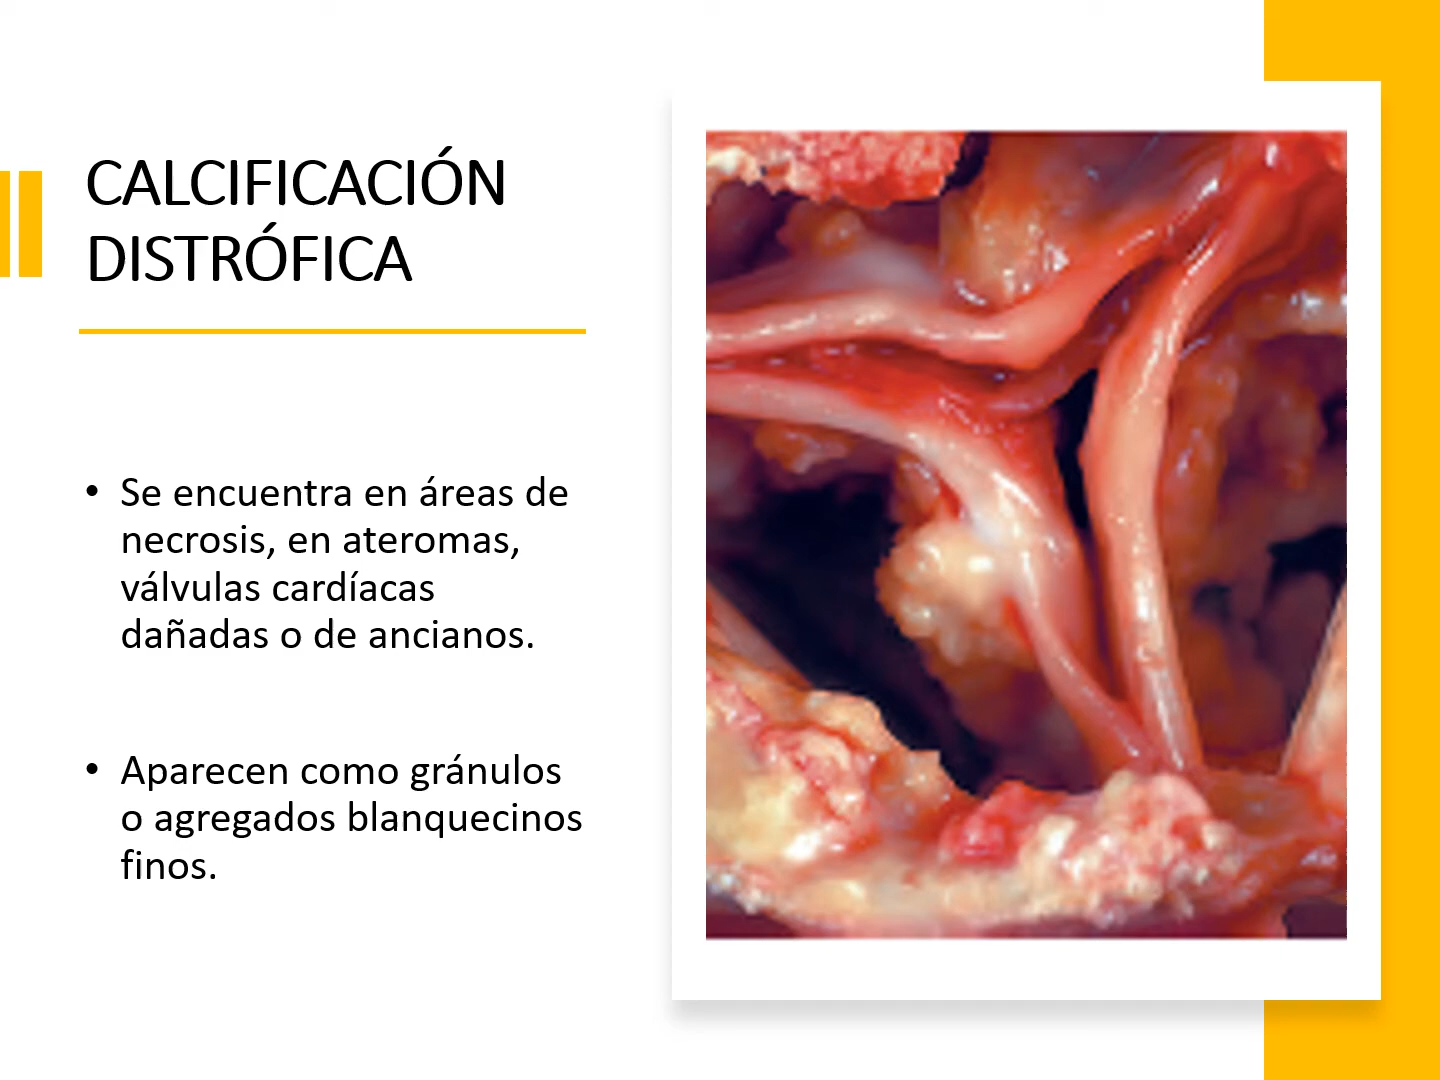 CALCIFICACIÓN
DISTRÓFICA
• Se encuentra en áreas de
necrosis, en ateromas,
válvulas cardíacas
dañadas o de ancianos.
• Aparecen como gránulos
o agregados blanquecinos
finos.